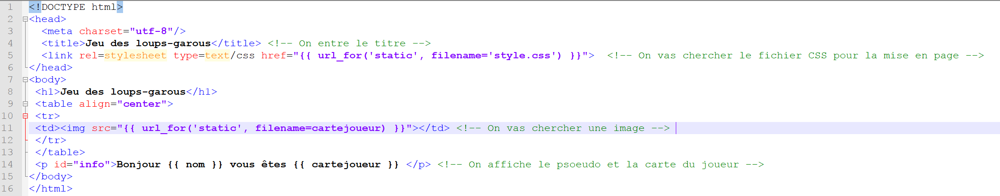 1 <!DOCTYPE html>
2 <head>
3 <meta charset="utf-8"/>
4 <title>Jeu des loups-garous</title> <!-- On entre le titre -->
5 <link rel=stylesheet type=text/css href="{{ url_for('static', filename='style.css') }}">  <!-- On vas chercher le fichier CSS pour la mise en page -->
6 </head>
7 <body>
8 <h1>Jeu des loups-garous</h1>
9 <table align="center">
10 <tr>
11 <td><img src="{{ url_for('static', filename=cartejoueur) }}"></td> <!-- On vas chercher une image -->
12 </tr>
13 </table>
14 <p id="info">Bonjour {{ nom }} vous êtes {{ cartejoueur }} </p> <!-- On affiche le psoeudo et la carte du joueur -->
15 </body>
16 </html>